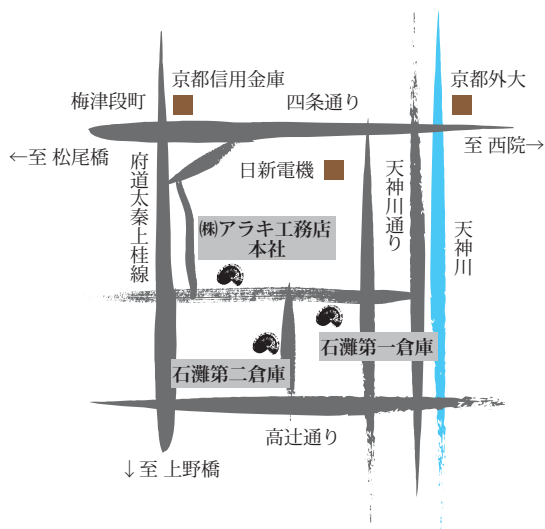 京都信用金庫
京都外大
梅津段町
四条通り
至 西院→
←至 松尾橋
日新電機
府道太秦上桂線
天神川通り
天神川
㈱アラキ工務店
本社
石灘第一倉庫
石灘第二倉庫
高辻通り
↓至 上野橋